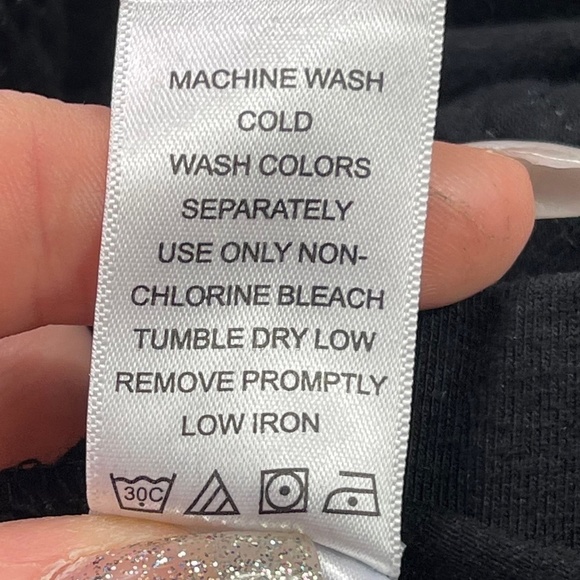 MACHINE WASH
COLD
WASH COLORS
SEPARATELY
USE ONLY NON-
CHLORINE BLEACH
TUMBLE DRY LOW
REMOVE PROMPTLY
LOW IRON
30C